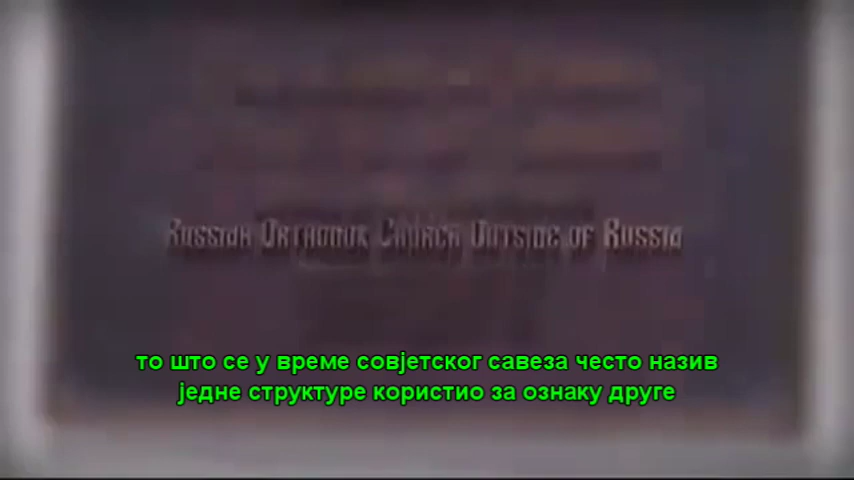 Russian Orthodox Church Outside of Russia
то што се у време совјетског савеза често назив
једне структуре користио за ознаку друге